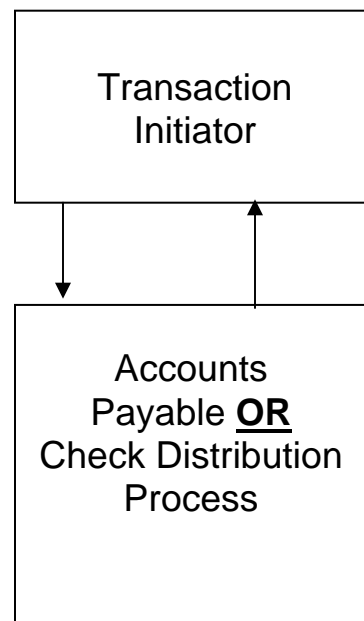 Transaction
Initiator
Accounts
Payable OR
Check Distribution
Process